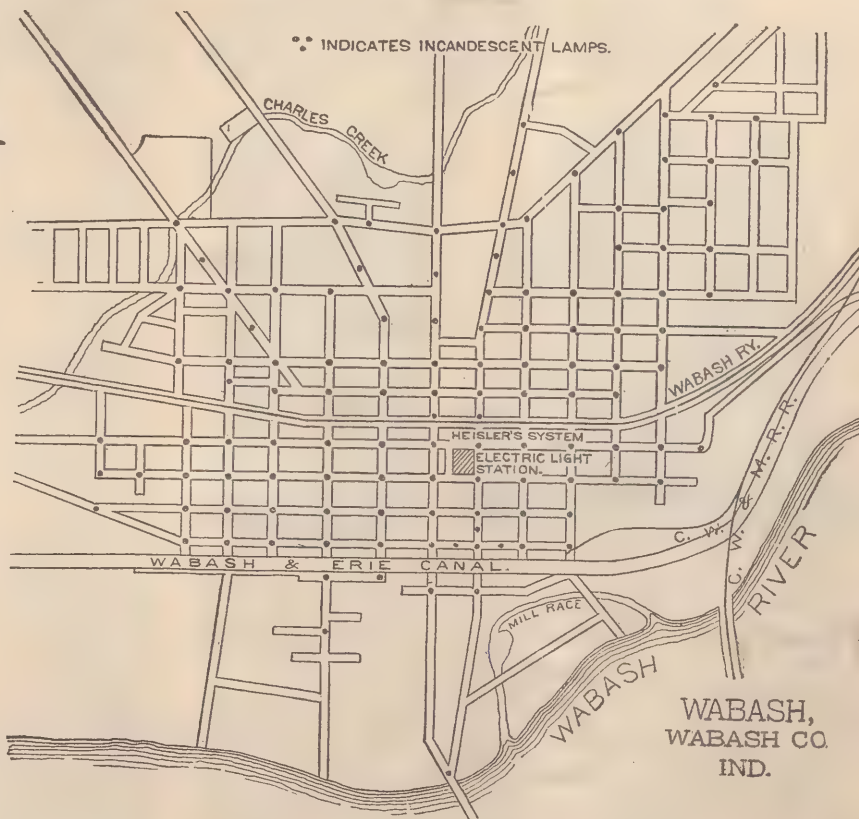 INDICATES INCANDESCENT LAMPS.
CHARLES CREEK
WABASH RY.
HEISLER'S SYSTEM
ELECTRIC LIGHT
STATION
C. W. & M. R. R.
C. W.
WABASH & ERIE CANAL.
MILL RACE
WABASH RIVER
WABASH,
WABASH CO.
IND.